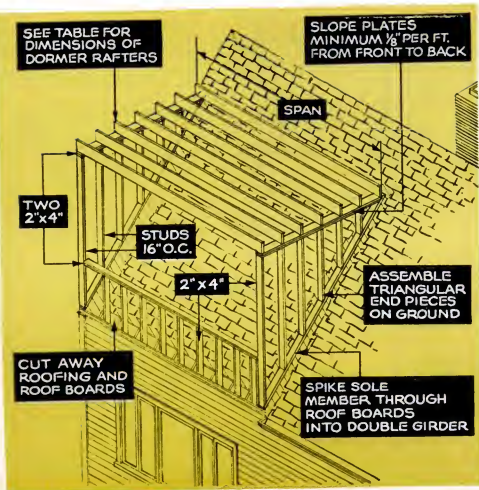 SEE TABLE FOR
DIMENSIONS OF
DORMER RAFTERS
SLOPE PLATES
MINIMUM 1/8" PER FT.
FROM FRONT TO BACK
SPAN
TWO
2"x4"
STUDS
16" O.C.
2"x4"
ASSEMBLE
TRIANGULAR
END PIECES
ON GROUND
CUT AWAY
ROOFING AND
ROOF BOARDS
SPIKE SOLE
MEMBER THROUGH
ROOF BOARDS
INTO DOUBLE GIRDER